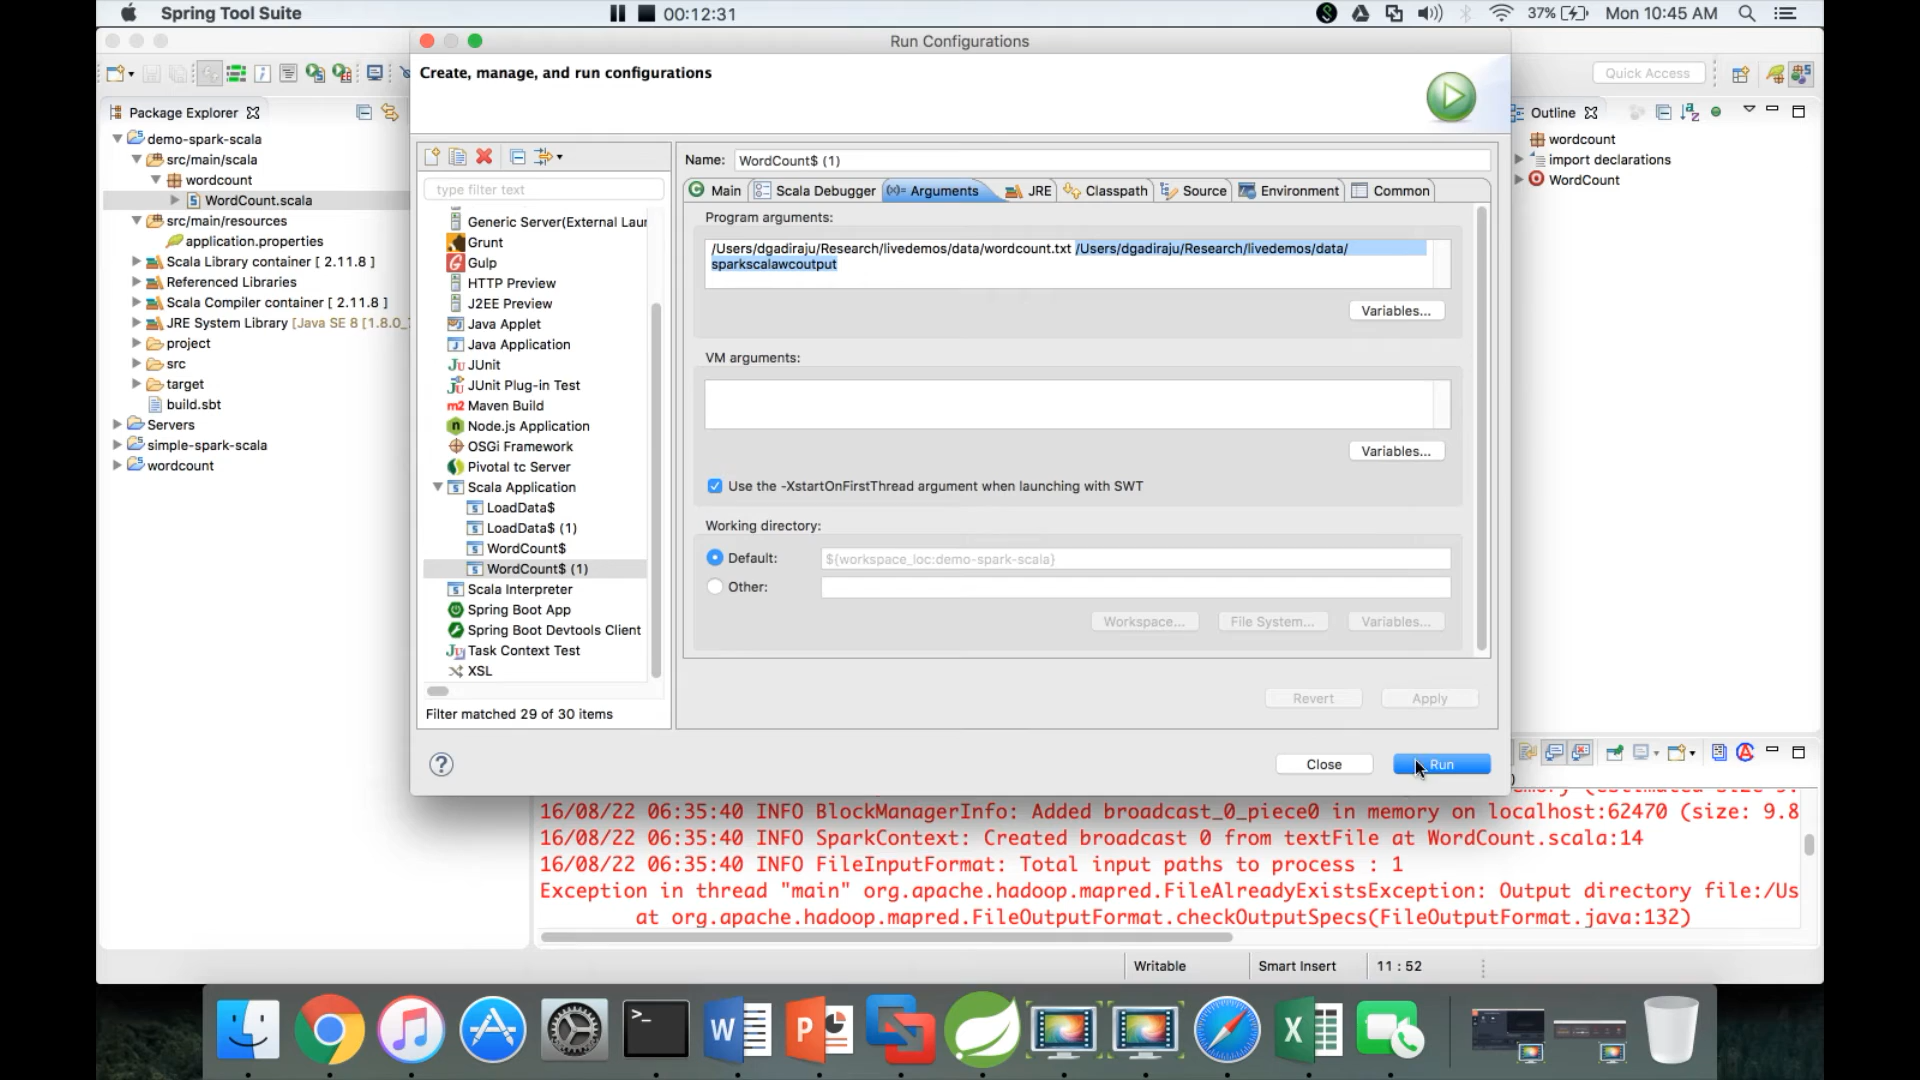 Spring Tool Suite
00:12:31
37%
Mon 10:45 AM
Run Configurations
Create, manage, and run configurations
Quick Access
Package Explorer
demo-spark-scala
src/main/scala
wordcount
WordCount.scala
src/main/resources
application.properties
Scala Library container [ 2.11.8 ]
Referenced Libraries
Scala Compiler container [ 2.11.8 ]
JRE System Library [Java SE 8 [1.8.0_
project
src
target
build.sbt
Servers
simple-spark-scala
wordcount
type filter text
Generic Server(External Lau
Grunt
Gulp
HTTP Preview
J2EE Preview
Java Applet
Java Application
JUnit
JUnit Plug-in Test
Maven Build
Node.js Application
OSGi Framework
Pivotal tc Server
Scala Application
LoadData$
LoadData$ (1)
WordCount$
WordCount$ (1)
Scala Interpreter
Spring Boot App
Spring Boot Devtools Client
Task Context Test
XSL
Filter matched 29 of 30 items
Name: WordCount$ (1)
Main Scala Debugger (x)= Arguments JRE Classpath Source Environment Common
Program arguments:
/Users/dgadiraju/Research/livedemos/data/wordcount.txt /Users/dgadiraju/Research/livedemos/data/
sparkscalawcoutput
Variables...
VM arguments:
Variables...
Use the -XstartOnFirstThread argument when launching with SWT
Working directory:
Default: ${workspace_loc:demo-spark-scala}
Other:
Workspace... File System... Variables...
Revert Apply
Close Run
Outline
wordcount
import declarations
WordCount
16/08/22 06:35:40 INFO BlockManagerInfo: Added broadcast_0_piece0 in memory on localhost:62470 (size: 9.8
16/08/22 06:35:40 INFO SparkContext: Created broadcast 0 from textFile at WordCount.scala:14
16/08/22 06:35:40 INFO FileInputFormat: Total input paths to process : 1
Exception in thread "main" org.apache.hadoop.mapred.FileAlreadyExistsException: Output directory file:/Us
at org.apache.hadoop.mapred.FileOutputFormat.checkOutputSpecs(FileOutputFormat.java:132)
Writable Smart Insert 11 : 52